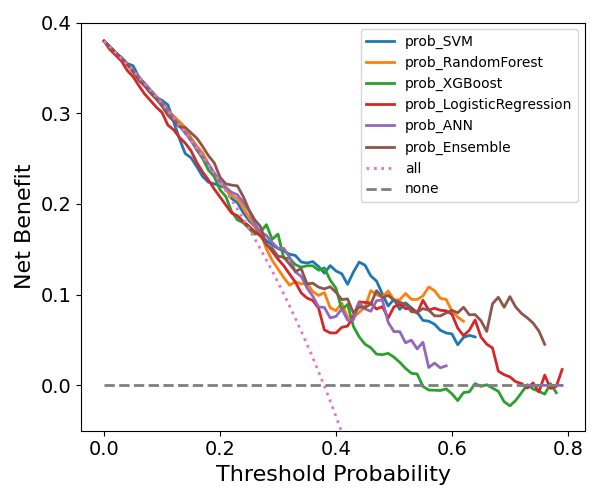 0.4
0.3
0.2
0.1
0.0
Net Benefit
prob_SVM
prob_RandomForest
prob_XGBoost
prob_LogisticRegression
prob_ANN
prob_Ensemble
all
none
0.0 0.2 0.4 0.6 0.8
Threshold Probability